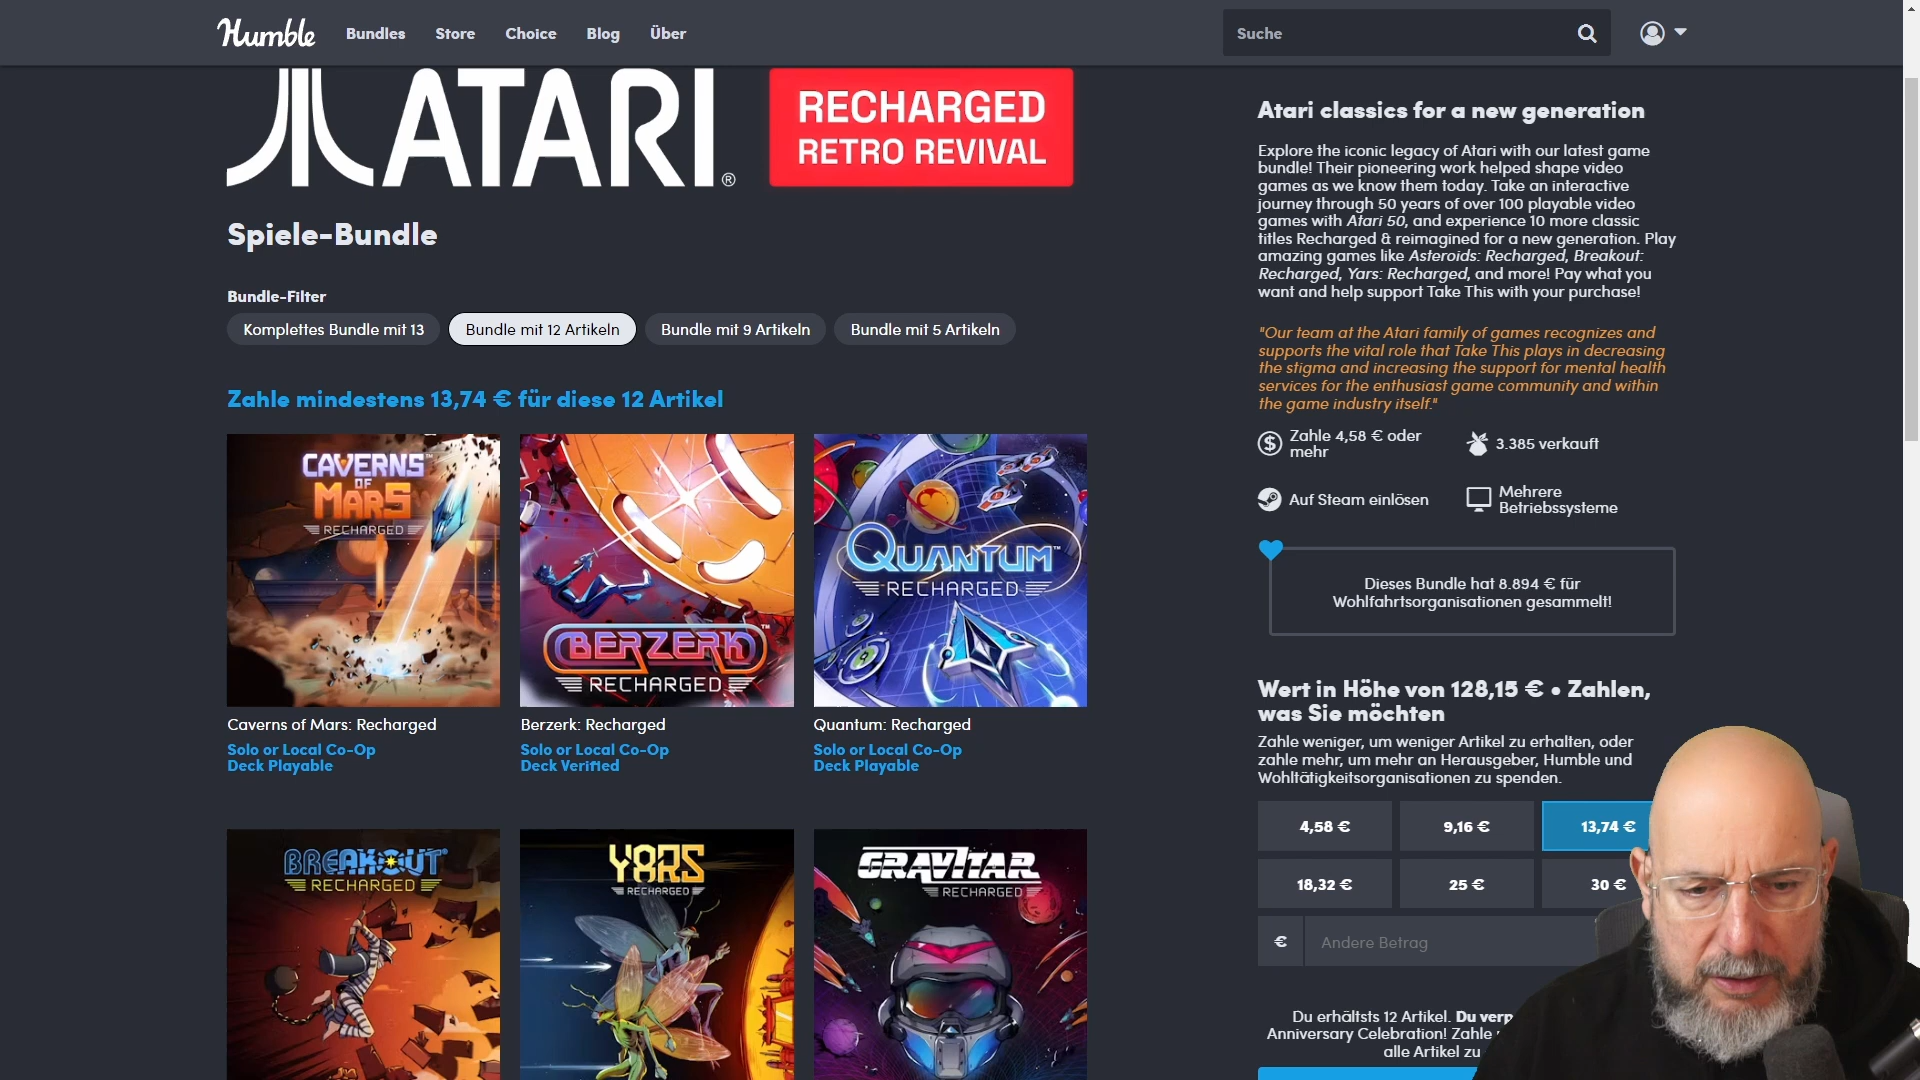 Humble
Bundles
Store
Choice
Blog
Über
Suche
ATARI®
RECHARGED
RETRO REVIVAL
Spiele-Bundle
Bundle-Filter
Komplettes Bundle mit 13
Bundle mit 12 Artikeln
Bundle mit 9 Artikeln
Bundle mit 5 Artikeln
Zahle mindestens 13,74 € für diese 12 Artikel
CAVERNS™
OF
MARS
RECHARGED
BERZERK™
RECHARGED
QUANTUM™
RECHARGED
Caverns of Mars: Recharged
Solo or Local Co-Op
Deck Playable
Berzerk: Recharged
Solo or Local Co-Op
Deck Verified
Quantum: Recharged
Solo or Local Co-Op
Deck Playable
BREAKOUT®
RECHARGED
YARS
RECHARGED
GRAVITAR
RECHARGED
Atari classics for a new generation
Explore the iconic legacy of Atari with our latest game
bundle! Their pioneering work helped shape video
games as we know them today. Take an interactive
journey through 50 years of over 100 playable video
games with Atari 50, and experience 10 more classic
titles Recharged & reimagined for a new generation. Play
amazing games like Asteroids: Recharged, Breakout:
Recharged, Yars: Recharged, and more! Pay what you
want and help support Take This with your purchase!
"Our team at the Atari family of games recognizes and
supports the vital role that Take This plays in decreasing
the stigma and increasing the support for mental health
services for the enthusiast game community and within
the game industry itself."
Zahle 4,58 € oder
mehr
3.385 verkauft
Auf Steam einlösen
Mehrere
Betriebssysteme
Dieses Bundle hat 8.894 € für
Wohlfahrtsorganisationen gesammelt!
Wert in Höhe von 128,15 € • Zahlen,
was Sie möchten
Zahle weniger, um weniger Artikel zu erhalten, oder
zahle mehr, um mehr an Herausgeber, Humble und
Wohltätigkeitsorganisationen zu spenden.
4,58 €
9,16 €
13,74 €
18,32 €
25 €
30 €
€
Andere Betrag
Du erhältsts 12 Artikel. Du verp
Anniversary Celebration! Zahle
alle Artikel zu